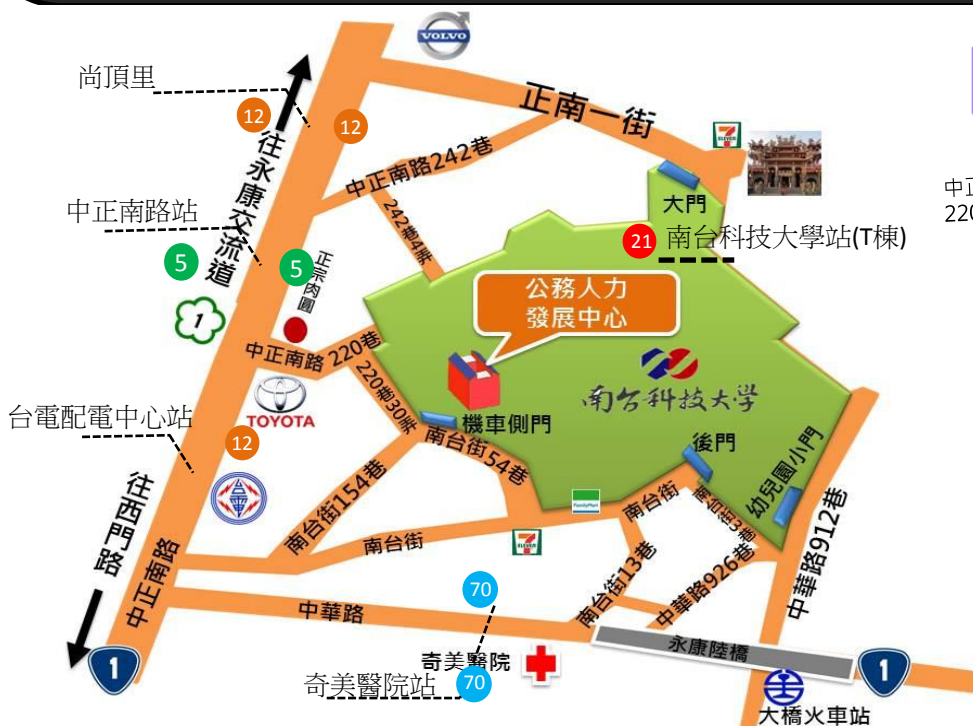 VOLVO
尚頂里
12
12
正南一街
往永康交流道
中正南路242巷
7
ELEVEN
大門
242巷4弄
中正
220
中正南路站
21
南台科技大學站(T棟)
5
5
正宗肉圓
1
公務人力
發展中心
中正南路 220巷
TOYOTA
220巷30弄
南台科技大學
機車側門
台電配電中心站
12
南台街54巷
後門
幼兒園小門
往西門路
南台街154巷
FamilyMart
南台街
南台街3巷
中華路912巷
南台街
7
ELEVEN
中正南路
南台街13巷
中華路926巷
70
中華路
永康陸橋
1
奇美醫院
1
奇美醫院站
70
大橋火車站